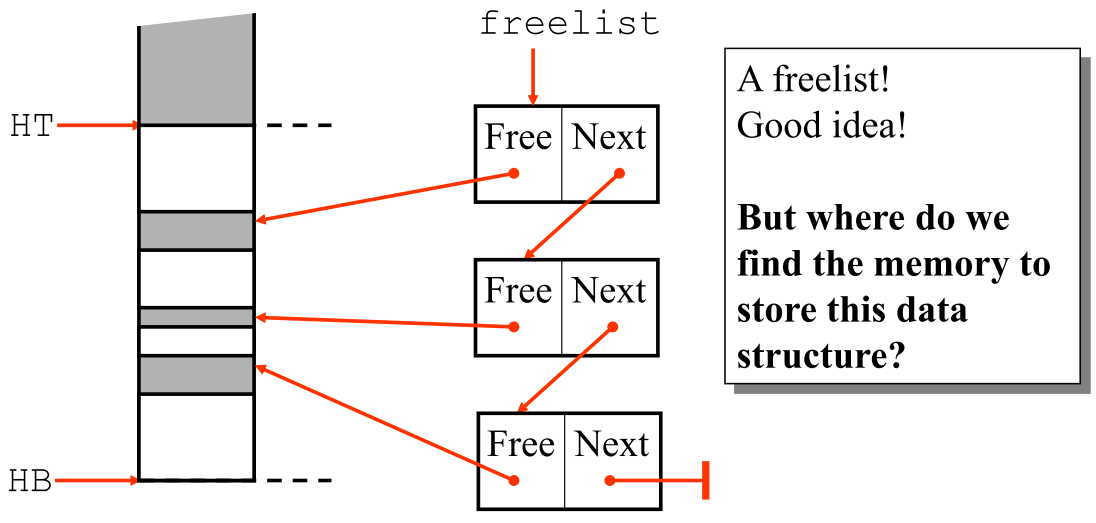 freelist
HT
HB
Free Next
Free Next
Free Next
A freelist!
Good idea!
But where do we
find the memory to
store this data
structure?